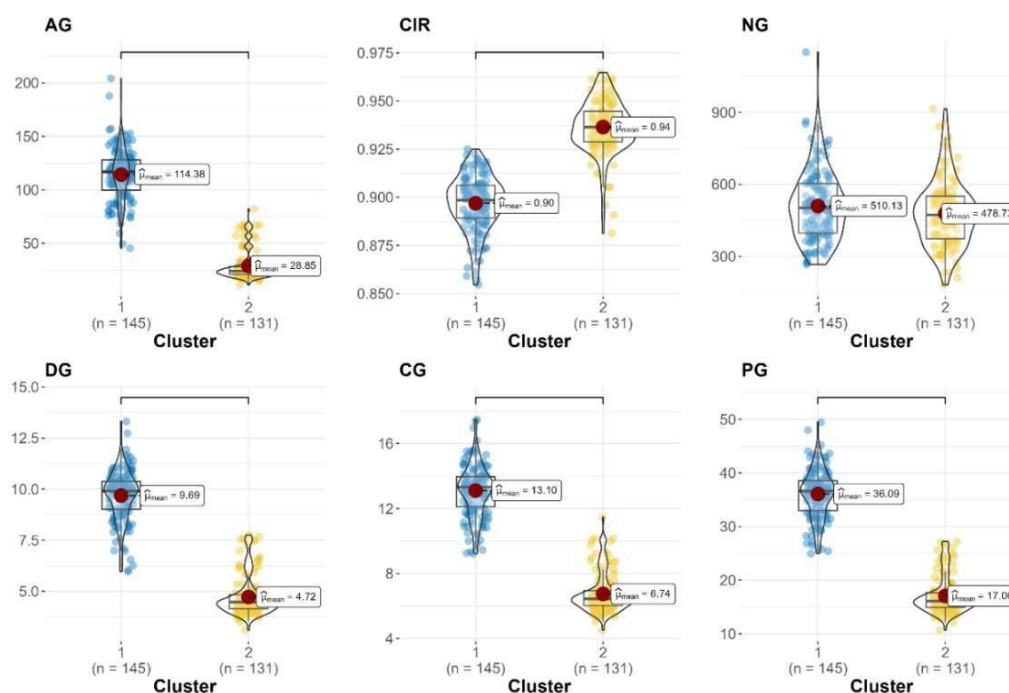 AG
200
150
100
50
μ̂mean = 114.38
μ̂mean = 28.85
1
(n = 145)
2
(n = 131)
Cluster
CIR
0.975
0.950
0.925
0.900
0.875
0.850
μ̂mean = 0.90
μ̂mean = 0.94
1
(n = 145)
2
(n = 131)
Cluster
NG
900
600
300
μ̂mean = 510.13
μ̂mean = 478.73
1
(n = 145)
2
(n = 131)
Cluster
DG
15.0
12.5
10.0
7.5
5.0
μ̂mean = 9.69
μ̂mean = 4.72
1
(n = 145)
2
(n = 131)
Cluster
CG
16
12
8
4
μ̂mean = 13.10
μ̂mean = 6.74
1
(n = 145)
2
(n = 131)
Cluster
PG
50
40
30
20
10
μ̂mean = 36.09
μ̂mean =
1
(n = 145)
2
(n = 131)
Cluster